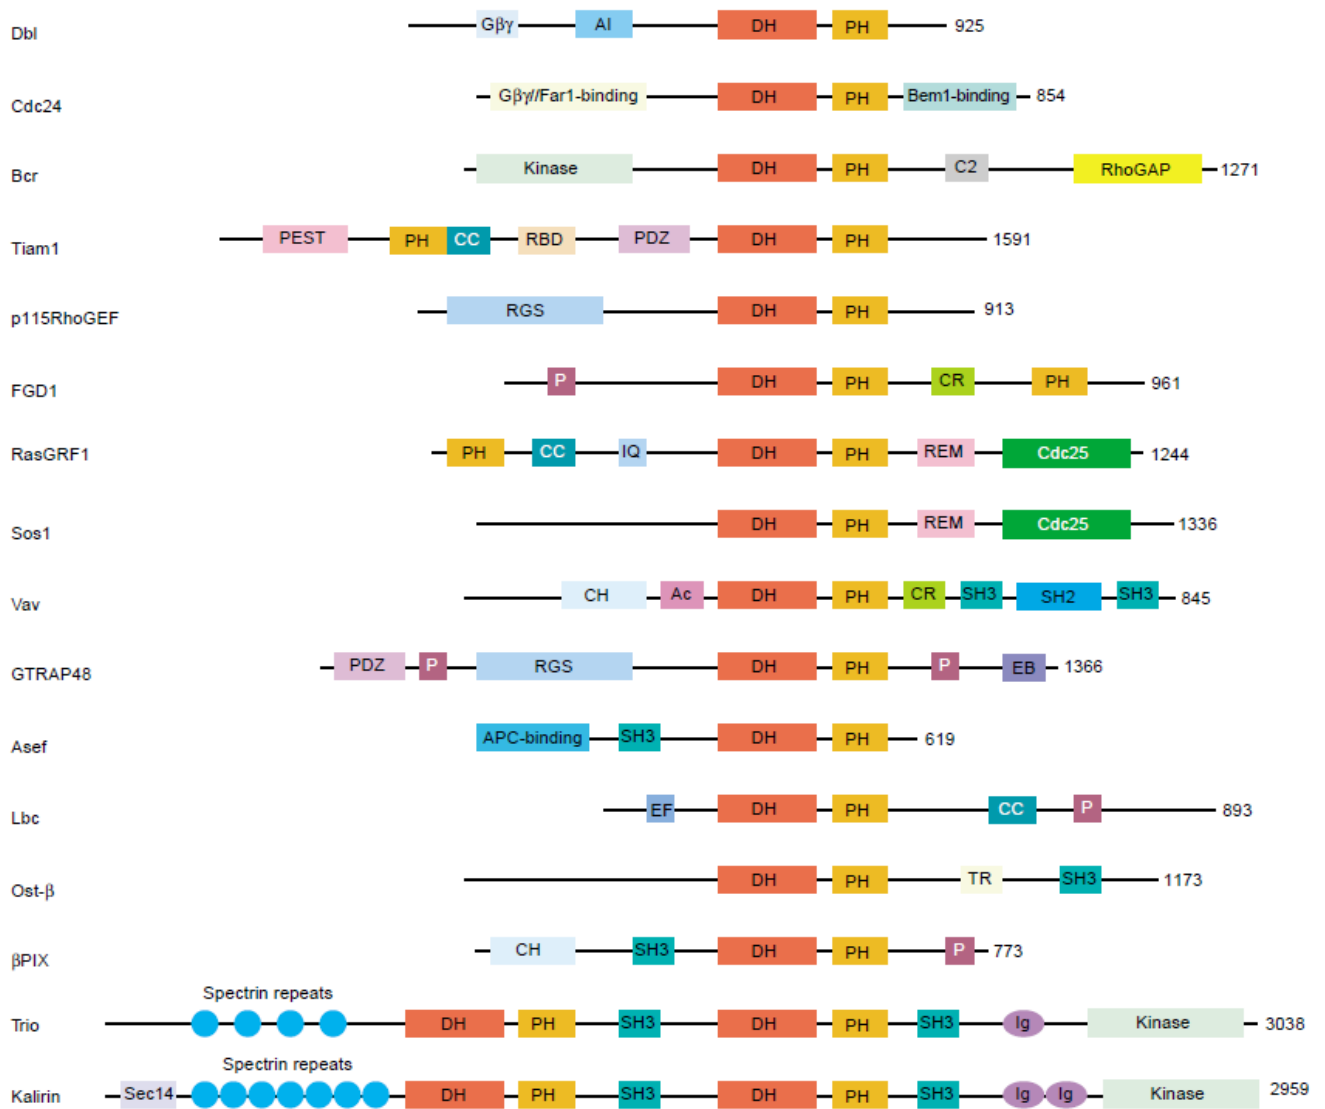 Dbl Gβγ AI DH PH 925
Cdc24 Gβγ//Far1-binding DH PH Bem1-binding 854
Bcr Kinase DH PH C2 RhoGAP 1271
Tiam1 PEST PH CC RBD PDZ DH PH 1591
p115RhoGEF RGS DH PH 913
FGD1 P DH PH CR PH 961
RasGRF1 PH CC IQ DH PH REM Cdc25 1244
Sos1 DH PH REM Cdc25 1336
Vav CH Ac DH PH CR SH3 SH2 SH3 845
GTRAP48 PDZ P RGS DH PH P EB 1366
Asef APC-binding SH3 DH PH 619
Lbc EF DH PH CC P 893
Ost-β DH PH TR SH3 1173
βPIX CH SH3 DH PH P 773
Spectrin repeats
Trio DH PH SH3 DH PH SH3 Ig Kinase 3038
Spectrin repeats
Kalirin Sec14 DH PH SH3 DH PH SH3 Ig Ig Kinase 2959